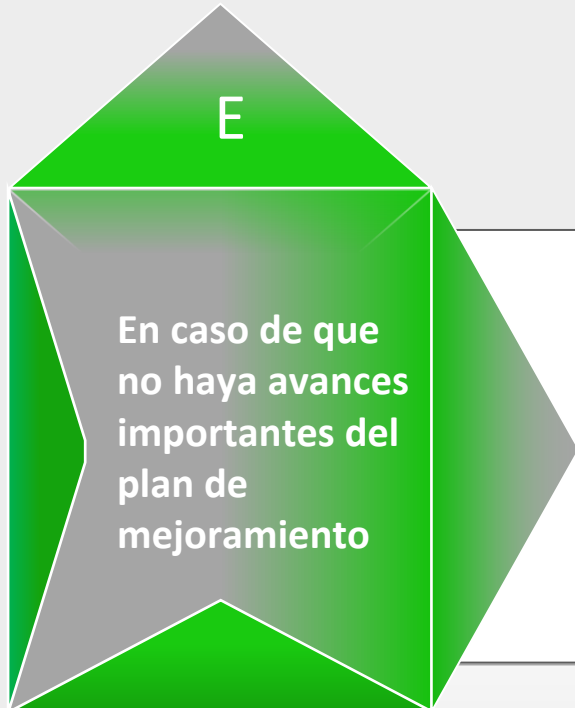 E
En caso de que
no haya avances
importantes del
plan de
mejoramiento